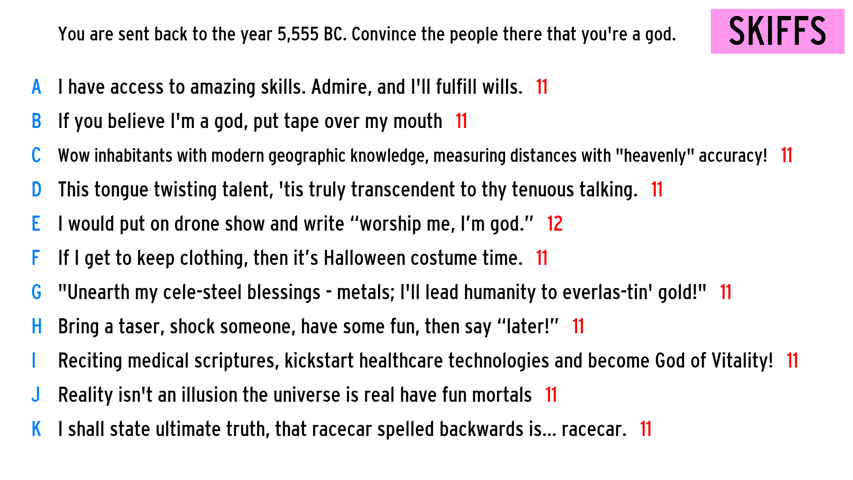 You are sent back to the year 5,555 BC. Convince the people there that you're a god.
SKIFFS
A I have access to amazing skills. Admire, and I'll fulfill wills. 11
B If you believe I'm a god, put tape over my mouth 11
C Wow inhabitants with modern geographic knowledge, measuring distances with "heavenly" accuracy! 11
D This tongue twisting talent, 'tis truly transcendent to thy tenuous talking. 11
E I would put on drone show and write “worship me, I’m god.” 12
F If I get to keep clothing, then it’s Halloween costume time. 11
G "Unearth my cele-steel blessings - metals; I'll lead humanity to everlas-tin' gold!" 11
H Bring a taser, shock someone, have some fun, then say “later!” 11
I Reciting medical scriptures, kickstart healthcare technologies and become God of Vitality! 11
J Reality isn't an illusion the universe is real have fun mortals 11
K I shall state ultimate truth, that racecar spelled backwards is... racecar. 11